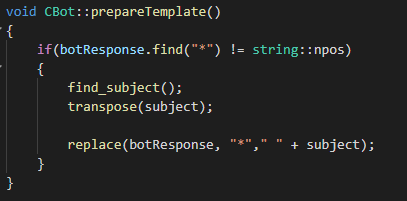 void CBot::prepareTemplate()
{
    if(botResponse.find("*") != string::npos)
    {
        find_subject();
        transpose(subject);

        replace(botResponse, "*"," " + subject);
    }
}